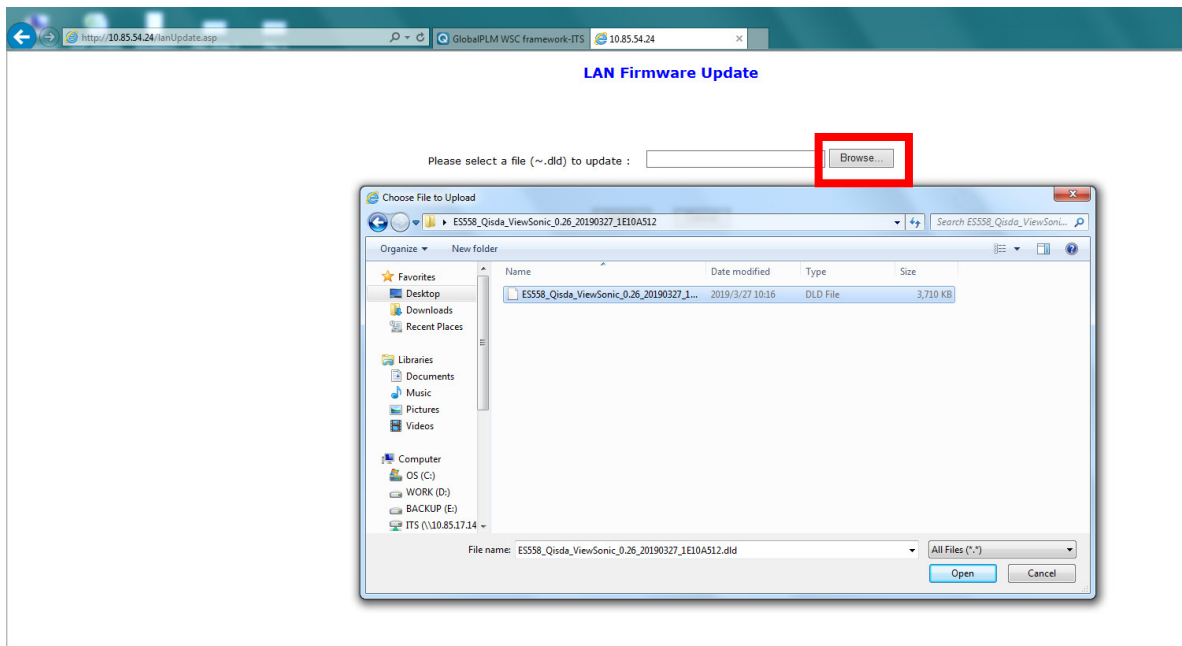 http://10.85.54.24/lanUpdate.asp
GlobalPLM WSC framework-ITS
10.85.54.24
LAN Firmware Update
Please select a file (~.dld) to update :
Browse...
Choose File to Upload
ES558_Qisda_ViewSonic_0.26_20190327_1E10A512
Search ES558_Qisda_ViewSoni...
Organize
New folder
Favorites
Desktop
Downloads
Recent Places
Libraries
Documents
Music
Pictures
Videos
Computer
OS (C:)
WORK (D:)
BACKUP (E:)
ITS (\\10.85.17.14
Name Date modified Type Size
ES558_Qisda_ViewSonic_0.26_20190327_1... 2019/3/27 10:16 DLD File 3,710 KB
File name: ES558_Qisda_ViewSonic_0.26_20190327_1E10A512.dld
All Files (*.*)
Open Cancel